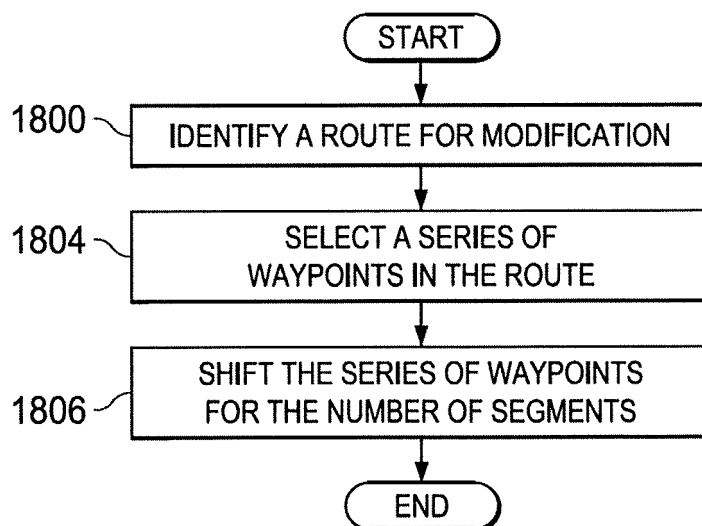 START
1800
IDENTIFY A ROUTE FOR MODIFICATION
1804
SELECT A SERIES OF
WAYPOINTS IN THE ROUTE
1806
SHIFT THE SERIES OF WAYPOINTS
FOR THE NUMBER OF SEGMENTS
END